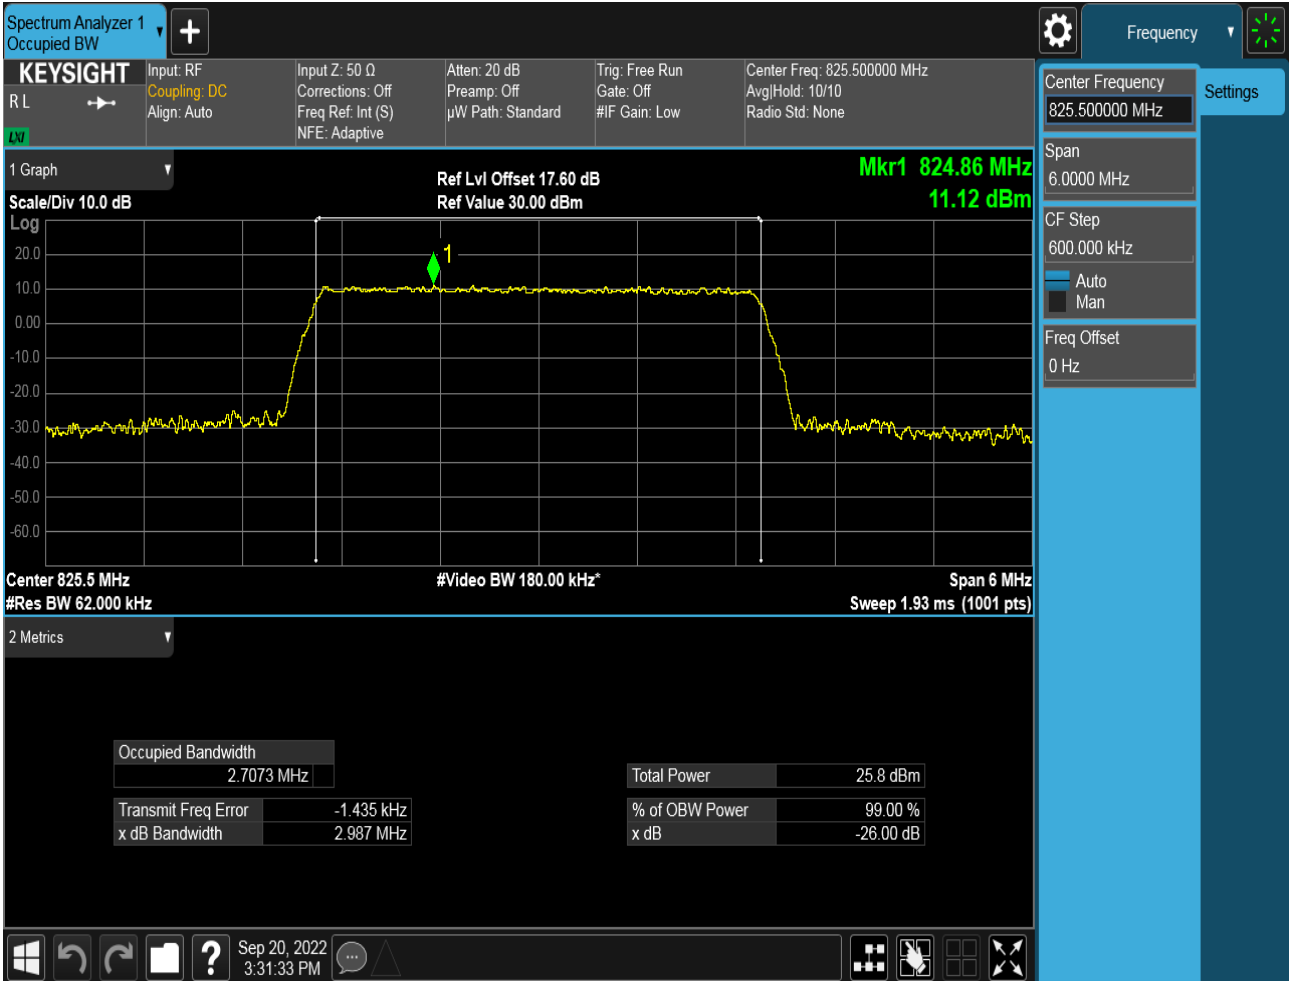 Spectrum Analyzer 1
Occupied BW
Frequency
KEYSIGHT
R L
LXI
Input: RF
Coupling: DC
Align: Auto
Input Z: 50 Ω
Corrections: Off
Freq Ref: Int (S)
NFE: Adaptive
Atten: 20 dB
Preamp: Off
µW Path: Standard
Trig: Free Run
Gate: Off
#IF Gain: Low
Center Freq: 825.500000 MHz
Avg|Hold: 10/10
Radio Std: None
Center Frequency
825.500000 MHz
Settings
Span
6.0000 MHz
CF Step
600.000 kHz
Auto
Man
Freq Offset
0 Hz
1 Graph
Scale/Div 10.0 dB
Log
Ref Lvl Offset 17.60 dB
Ref Value 30.00 dBm
Mkr1 824.86 MHz
11.12 dBm
1
20.0
10.0
0.00
-10.0
-20.0
-30.0
-40.0
-50.0
-60.0
Center 825.5 MHz
#Res BW 62.000 kHz
#Video BW 180.00 kHz*
Span 6 MHz
Sweep 1.93 ms (1001 pts)
2 Metrics
Occupied Bandwidth
2.7073 MHz
Transmit Freq Error -1.435 kHz
x dB Bandwidth 2.987 MHz
Total Power 25.8 dBm
% of OBW Power 99.00 %
x dB -26.00 dB
?
Sep 20, 2022
3:31:33 PM